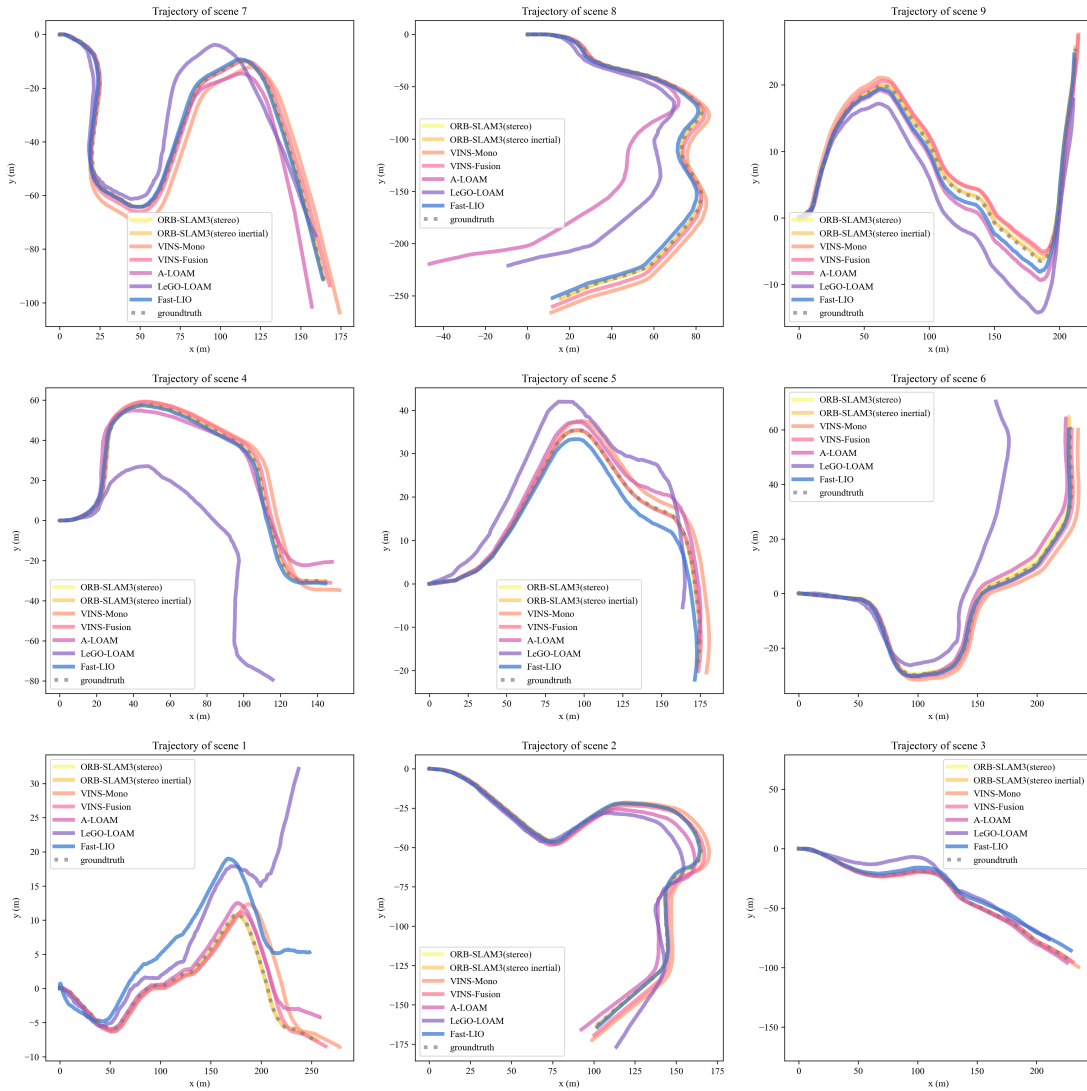 Trajectory of scene 7
0
−20
−40
−60
−80
−100
y (m)
ORB-SLAM3(stereo)
ORB-SLAM3(stereo inertial)
VINS-Mono
VINS-Fusion
A-LOAM
LeGO-LOAM
Fast-LIO
groundtruth
0 25 50 75 100 125 150 175
x (m)
Trajectory of scene 8
0
−50
−100
−150
−200
−250
y (m)
ORB-SLAM3(stereo)
ORB-SLAM3(stereo inertial)
VINS-Mono
VINS-Fusion
A-LOAM
LeGO-LOAM
Fast-LIO
groundtruth
−40 −20 0 20 40 60 80
x (m)
Trajectory of scene 9
20
10
0
−10
y (m)
ORB-SLAM3(stereo)
ORB-SLAM3(stereo inertial)
VINS-Mono
VINS-Fusion
A-LOAM
LeGO-LOAM
Fast-LIO
groundtruth
0 50 100 150 200
x (m)
Trajectory of scene 4
60
40
20
0
−20
−40
−60
−80
y (m)
ORB-SLAM3(stereo)
ORB-SLAM3(stereo inertial)
VINS-Mono
VINS-Fusion
A-LOAM
LeGO-LOAM
Fast-LIO
groundtruth
0 20 40 60 80 100 120 140
x (m)
Trajectory of scene 5
40
30
20
10
0
−10
−20
y (m)
ORB-SLAM3(stereo)
ORB-SLAM3(stereo inertial)
VINS-Mono
VINS-Fusion
A-LOAM
LeGO-LOAM
Fast-LIO
groundtruth
0 25 50 75 100 125 150 175
x (m)
Trajectory of scene 6
60
40
20
0
−20
y (m)
ORB-SLAM3(stereo)
ORB-SLAM3(stereo inertial)
VINS-Mono
VINS-Fusion
A-LOAM
LeGO-LOAM
Fast-LIO
groundtruth
0 50 100 150 200
x (m)
Trajectory of scene 1
30
25
20
15
10
5
0
−5
−10
y (m)
ORB-SLAM3(stereo)
ORB-SLAM3(stereo inertial)
VINS-Mono
VINS-Fusion
A-LOAM
LeGO-LOAM
Fast-LIO
groundtruth
0 50 100 150 200 250
x (m)
Trajectory of scene 2
0
−25
−50
−75
−100
−125
−150
−175
y (m)
ORB-SLAM3(stereo)
ORB-SLAM3(stereo inertial)
VINS-Mono
VINS-Fusion
A-LOAM
LeGO-LOAM
Fast-LIO
groundtruth
0 25 50 75 100 125 150 175
x (m)
Trajectory of scene 3
50
0
−50
−100
−150
y (m)
ORB-SLAM3(stereo)
ORB-SLAM3(stereo inertial)
VINS-Mono
VINS-Fusion
A-LOAM
LeGO-LOAM
Fast-LIO
groundtruth
0 50 100 150 200
x (m)